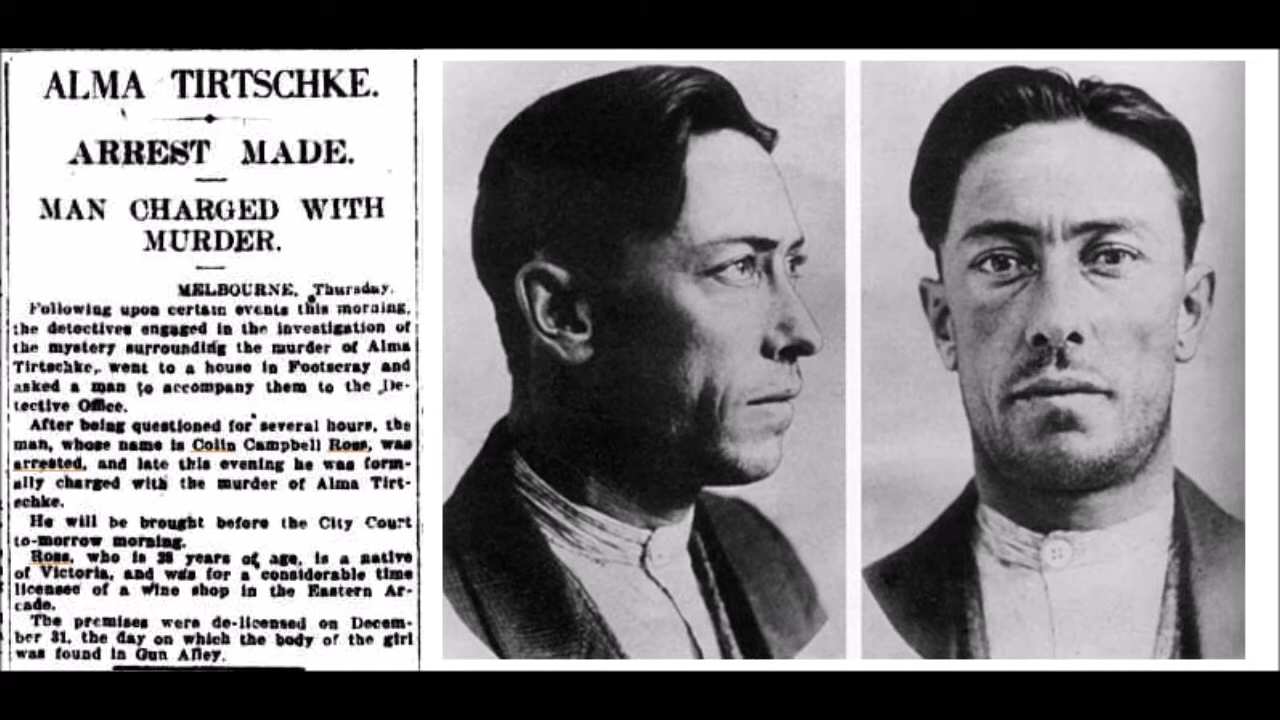 ALMA TIRTSCHKE.
ARREST MADE.
MAN CHARGED WITH
MURDER.
MELBOURNE, Thursday.
Following upon certain events this morning,
the detectives engaged in the investigation of
the mystery surrounding the murder of Alma
Tirtschke, went to a house in Footscray and
asked a man to accompany them to the De-
tective Office.
After being questioned for several hours, the
man, whose name is Colin Campbell Ross, was
arrested, and late this evening he was form-
ally charged with the murder of Alma Tirt-
schke.
He will be brought before the City Court
to-morrow morning.
Ross, who is 28 years of age, is a native
of Victoria, and was for a considerable time
licensee of a wine shop in the Eastern Ar-
cade.
The premises were de-licensed on Decem-
ber 31, the day on which the body of the girl
was found in Gun Alley.